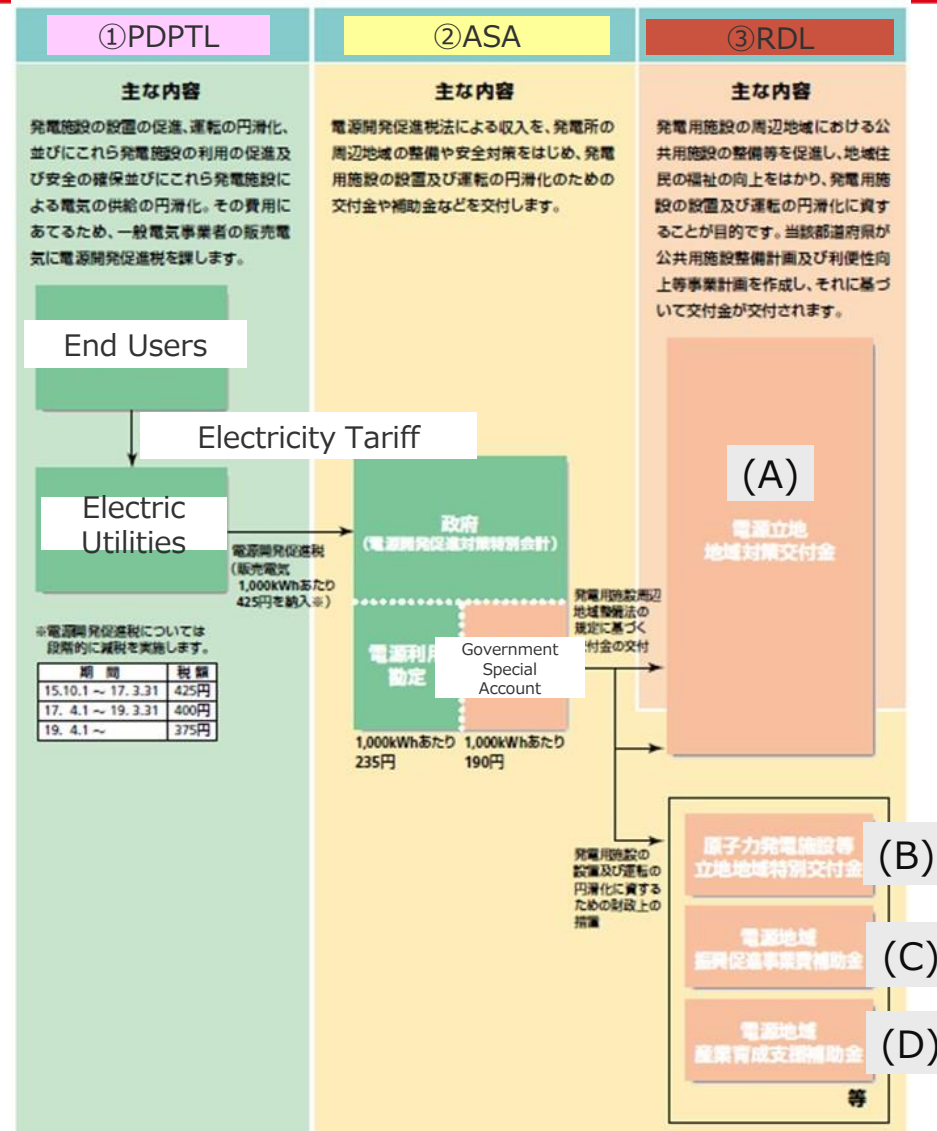 ①PDPTL
②ASA
③RDL
主な内容
発電施設の設置の促進、運転の円滑化、
並びにこれら発電施設の利用の促進及
び安全の確保並びにこれら発電施設に
よる電気の供給の円滑化。その費用に
あてるため、一般電気事業者の販売電
気に電源開発促進税を課します。
主な内容
電源開発促進税法による収入を、発電所の
周辺地域の整備や安全対策をはじめ、発電
用施設の設置及び運転の円滑化のための
交付金や補助金などを交付します。
主な内容
発電用施設の周辺地域における公
共用施設の整備等を促進し、地域住
民の福祉の向上をはかり、発電用施
設の設置及び運転の円滑化に資す
ることが目的です。当該都道府県が
公共用施設整備計画及び利便性向
上等事業計画を作成し、それに基づ
いて交付金が交付されます。
End Users
Electricity Tariff
Electric
Utilities
電源開発促進税
(販売電気
1,000kWhあたり
425円を納入※)
※電源開発促進税については
段階的に減税を実施します。
期 間 税額
15.10.1 ~ 17. 3.31 425円
17. 4.1 ~ 19. 3.31 400円
19. 4.1 ~ 375円
政府
(電源開発促進対策特別会計)
電源利用
勘定
Government
Special
Account
1,000kWhあたり
235円
1,000kWhあたり
190円
発電用施設周辺
地域整備法の
規定に基づく
付金の交付
(A)
電源立地
地域対策交付金
発電用施設の
設置及び運転の
円滑化に資する
ための財政上の
措置
原子力発電施設等
立地地域特別交付金
(B)
電源地域
振興促進事業費補助金
(C)
電源地域
産業育成支援補助金
(D)
等